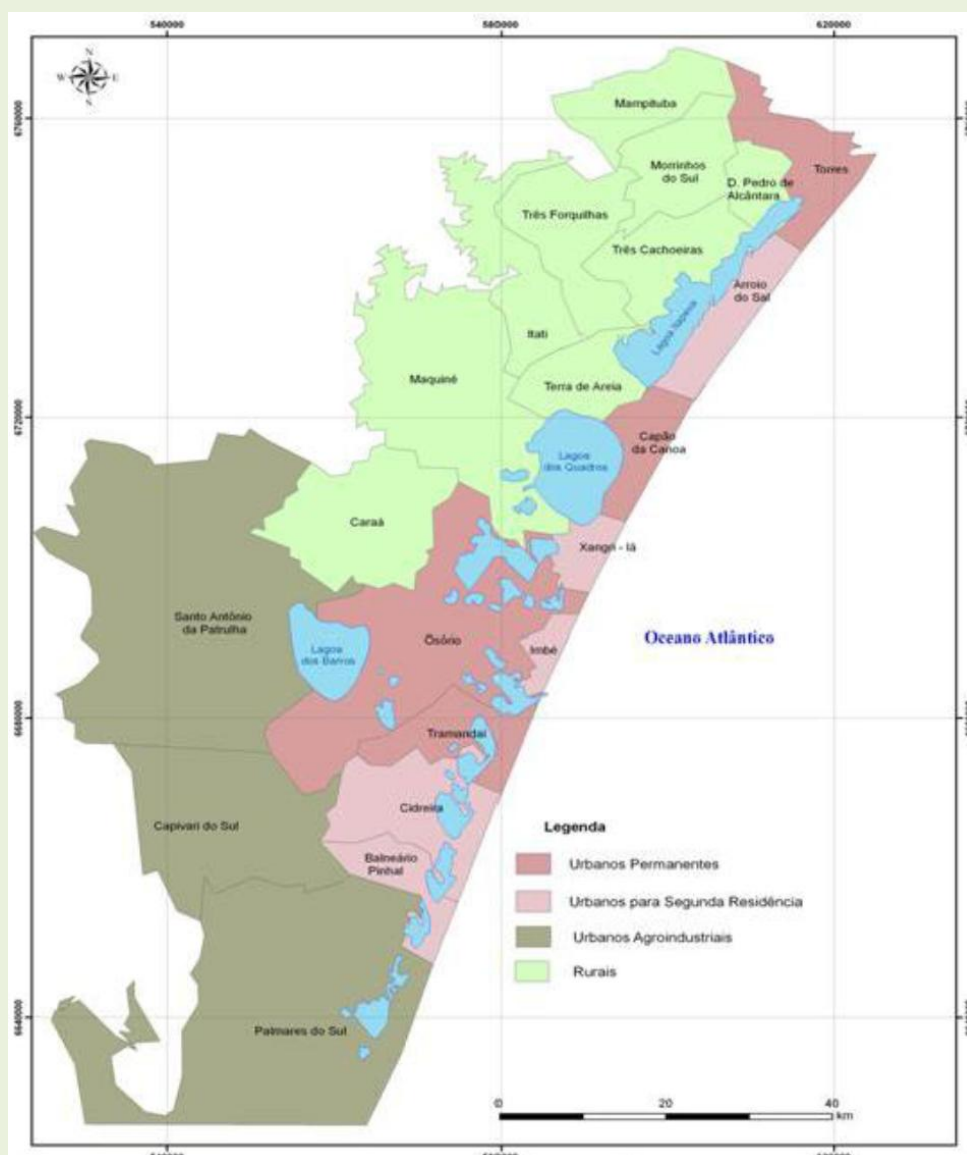 540000
580000
620000
N
W
E
S
6760000
Mampituba
Morrinhos
do Sul
Torres
D. Pedro de
Alcântara
Três Forquilhas
Três Cachoeiras
Arroio
do Sal
Lagoa Itapeva
Itati
Maquiné
Terra de Areia
6720000
Capão
da Canoa
Lagoa
dos Quadros
Caraá
Xangri - lá
Santo Antônio
da Patrulha
Ósório
Imbé
Oceano Atlântico
Lagoa
dos Barros
6680000
Tramandaí
Cidreira
Capivari do Sul
Balneário
Pinhal
Legenda
Urbanos Permanentes
Urbanos para Segunda Residência
Urbanos Agroindustriais
Rurais
6640000
Palmares do Sul
0
20
40
km